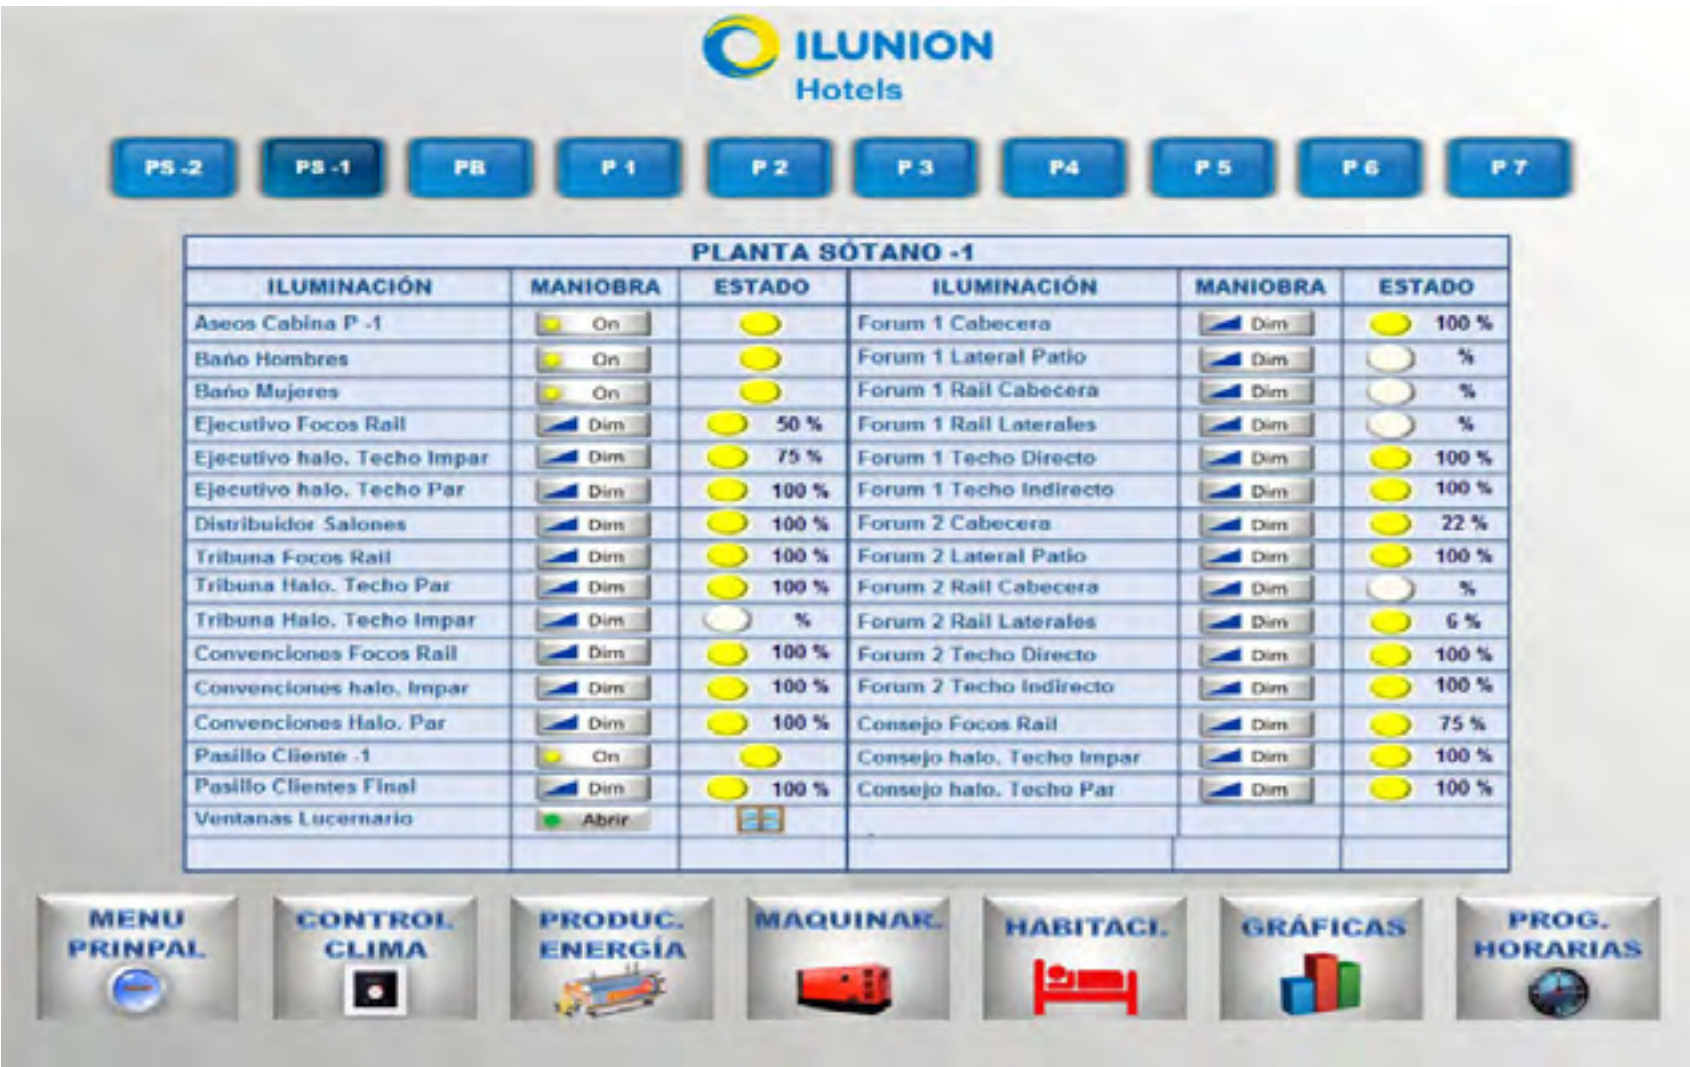 ILUNION
Hotels
PS -2 PS -1 PB P 1 P 2 P 3 P4 P 5 P 6 P 7
PLANTA SÓTANO -1
ILUMINACIÓN MANIOBRA ESTADO ILUMINACIÓN MANIOBRA ESTADO
Aseos Cabina P -1 On Forum 1 Cabecera Dim 100 %
Baño Hombres On Forum 1 Lateral Patio Dim %
Baño Mujeres On Forum 1 Rail Cabecera Dim %
Ejecutivo Focos Rail Dim 50 % Forum 1 Rail Laterales Dim %
Ejecutivo halo. Techo Impar Dim 75 % Forum 1 Techo Directo Dim 100 %
Ejecutivo halo. Techo Par Dim 100 % Forum 1 Techo Indirecto Dim 100 %
Distribuidor Salones Dim 100 % Forum 2 Cabecera Dim 22 %
Tribuna Focos Rail Dim 100 % Forum 2 Lateral Patio Dim 100 %
Tribuna Halo. Techo Par Dim 100 % Forum 2 Rail Cabecera Dim %
Tribuna Halo. Techo Impar Dim % Forum 2 Rail Laterales Dim 6 %
Convenciones Focos Rail Dim 100 % Forum 2 Techo Directo Dim 100 %
Convenciones halo. Impar Dim 100 % Forum 2 Techo Indirecto Dim 100 %
Convenciones Halo. Par Dim 100 % Consejo Focos Rail Dim 75 %
Pasillo Cliente -1 On Consejo halo. Techo Impar Dim 100 %
Pasillo Clientes Final Dim 100 % Consejo halo. Techo Par Dim 100 %
Ventanas Lucernario Abrir
MENU PRINPAL
CONTROL CLIMA
PRODUC. ENERGÍA
MAQUINAR.
HABITACI.
GRÁFICAS
PROG. HORARIAS